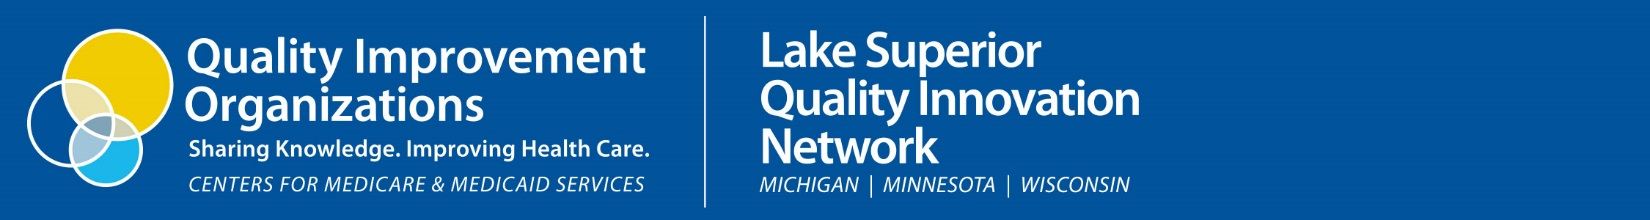 Quality Improvement
Organizations
Sharing Knowledge. Improving Health Care.
CENTERS FOR MEDICARE & MEDICAID SERVICES
Lake Superior
Quality Innovation
Network
MICHIGAN | MINNESOTA | WISCONSIN